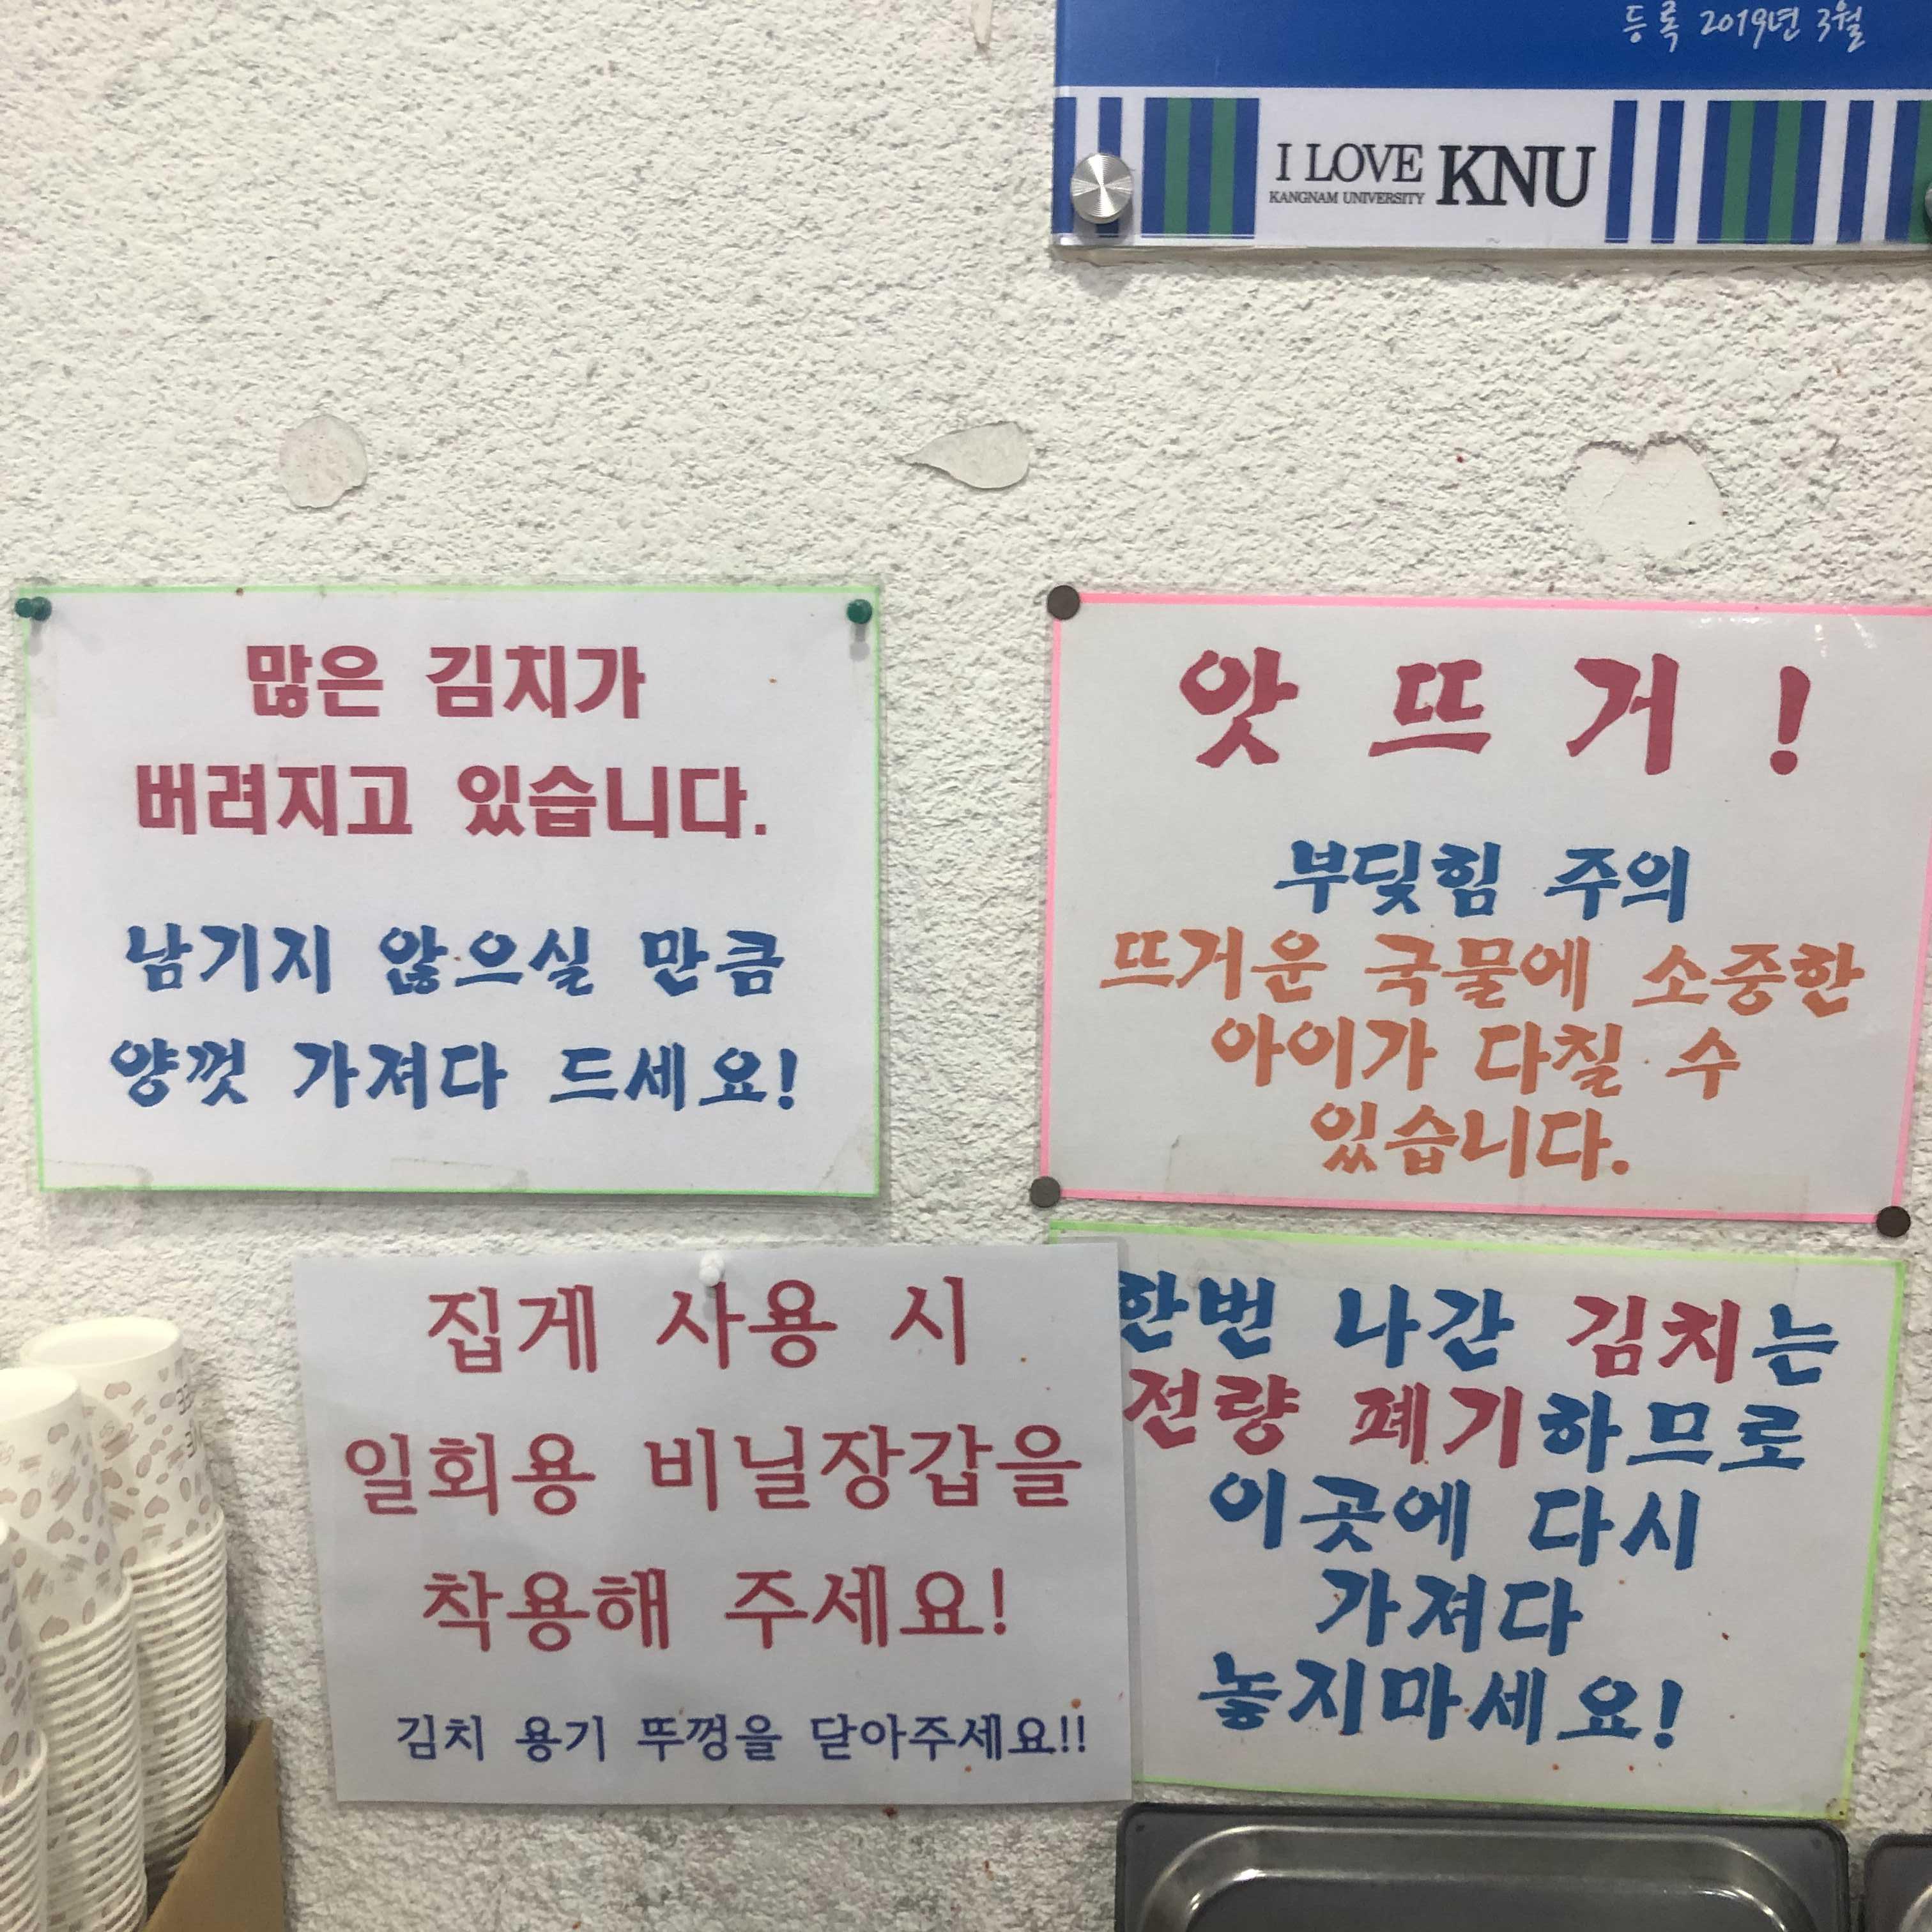 등록 2019년 3월
I LOVE KNU
KANGNAM UNIVERSITY
많은 김치가
버려지고 있습니다.
남기지 않으실 만큼
양껏 가져다 드세요!
앗 뜨 거 !
부딪힘 주의
뜨거운 국물에 소중한
아이가 다칠 수
있습니다.
집게 사용 시
일회용 비닐장갑을
착용해 주세요!
김치 용기 뚜껑을 닫아주세요!!
한번 나간 김치는
전량 폐기하므로
이곳에 다시
가져다
놓지마세요!